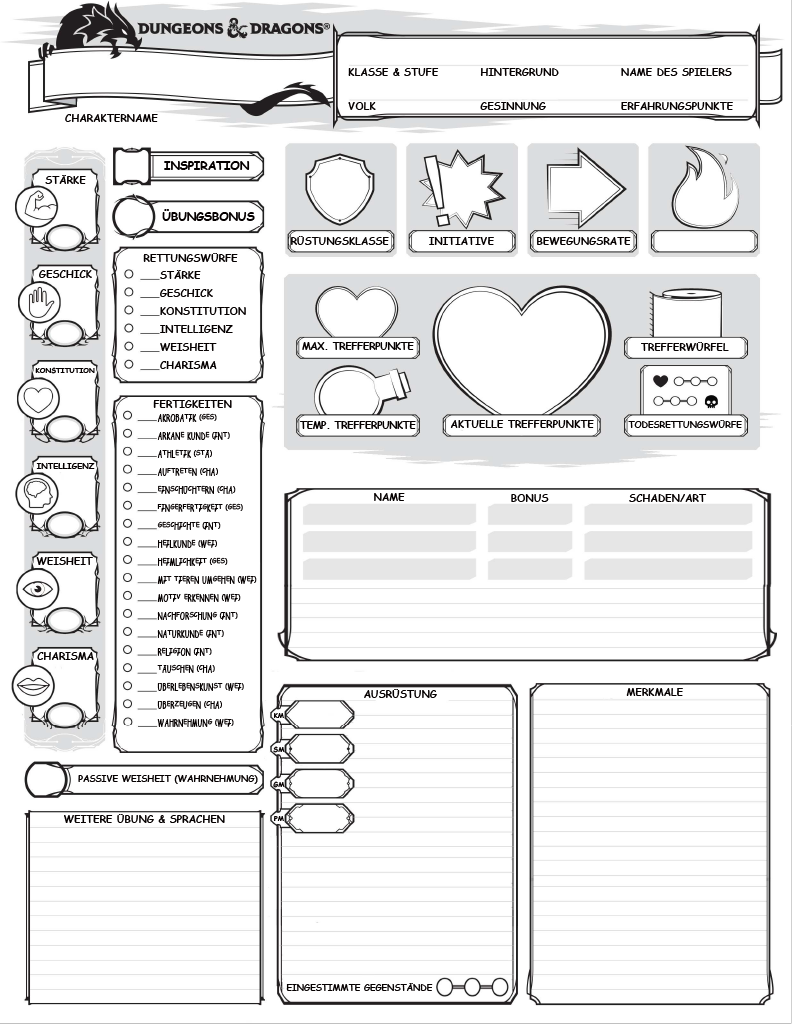 DUNGEONS & DRAGONS®
KLASSE & STUFE HINTERGRUND NAME DES SPIELERS
VOLK GESINNUNG ERFAHRUNGSPUNKTE
CHARAKTERNAME
STÄRKE
GESCHICK
KONSTITUTION
INTELLIGENZ
WEISHEIT
CHARISMA
INSPIRATION
ÜBUNGSBONUS
RETTUNGSWÜRFE
___STÄRKE
___GESCHICK
___KONSTITUTION
___INTELLIGENZ
___WEISHEIT
___CHARISMA
FERTIGKEITEN
___AKROBATIK (GES)
___ARKANE KUNDE (INT)
___ATHLETIK (STÄ)
___AUFTRETEN (CHA)
___EINSCHÜCHTERN (CHA)
___FINGERFERTIGKEIT (GES)
___GESCHICHTE (INT)
___HEILKUNDE (WEI)
___HEIMLICHKEIT (GES)
___MIT TIEREN UMGEHEN (WEI)
___MOTIV ERKENNEN (WEI)
___NACHFORSCHUNG (INT)
___NATURKUNDE (INT)
___RELIGION (INT)
___TÄUSCHEN (CHA)
___ÜBERLEBENSKUNST (WEI)
___ÜBERZEUGEN (CHA)
___WAHRNEHMUNG (WEI)
PASSIVE WEISHEIT (WAHRNEHMUNG)
WEITERE ÜBUNG & SPRACHEN
RÜSTUNGSKLASSE INITIATIVE BEWEGUNGSRATE
MAX. TREFFERPUNKTE
TREFFERWÜRFEL
TEMP. TREFFERPUNKTE AKTUELLE TREFFERPUNKTE TODESRETTUNGSWÜRFE
NAME BONUS SCHADEN/ART
AUSRÜSTUNG
KM
SM
GM
PM
EINGESTIMMTE GEGENSTÄNDE
MERKMALE